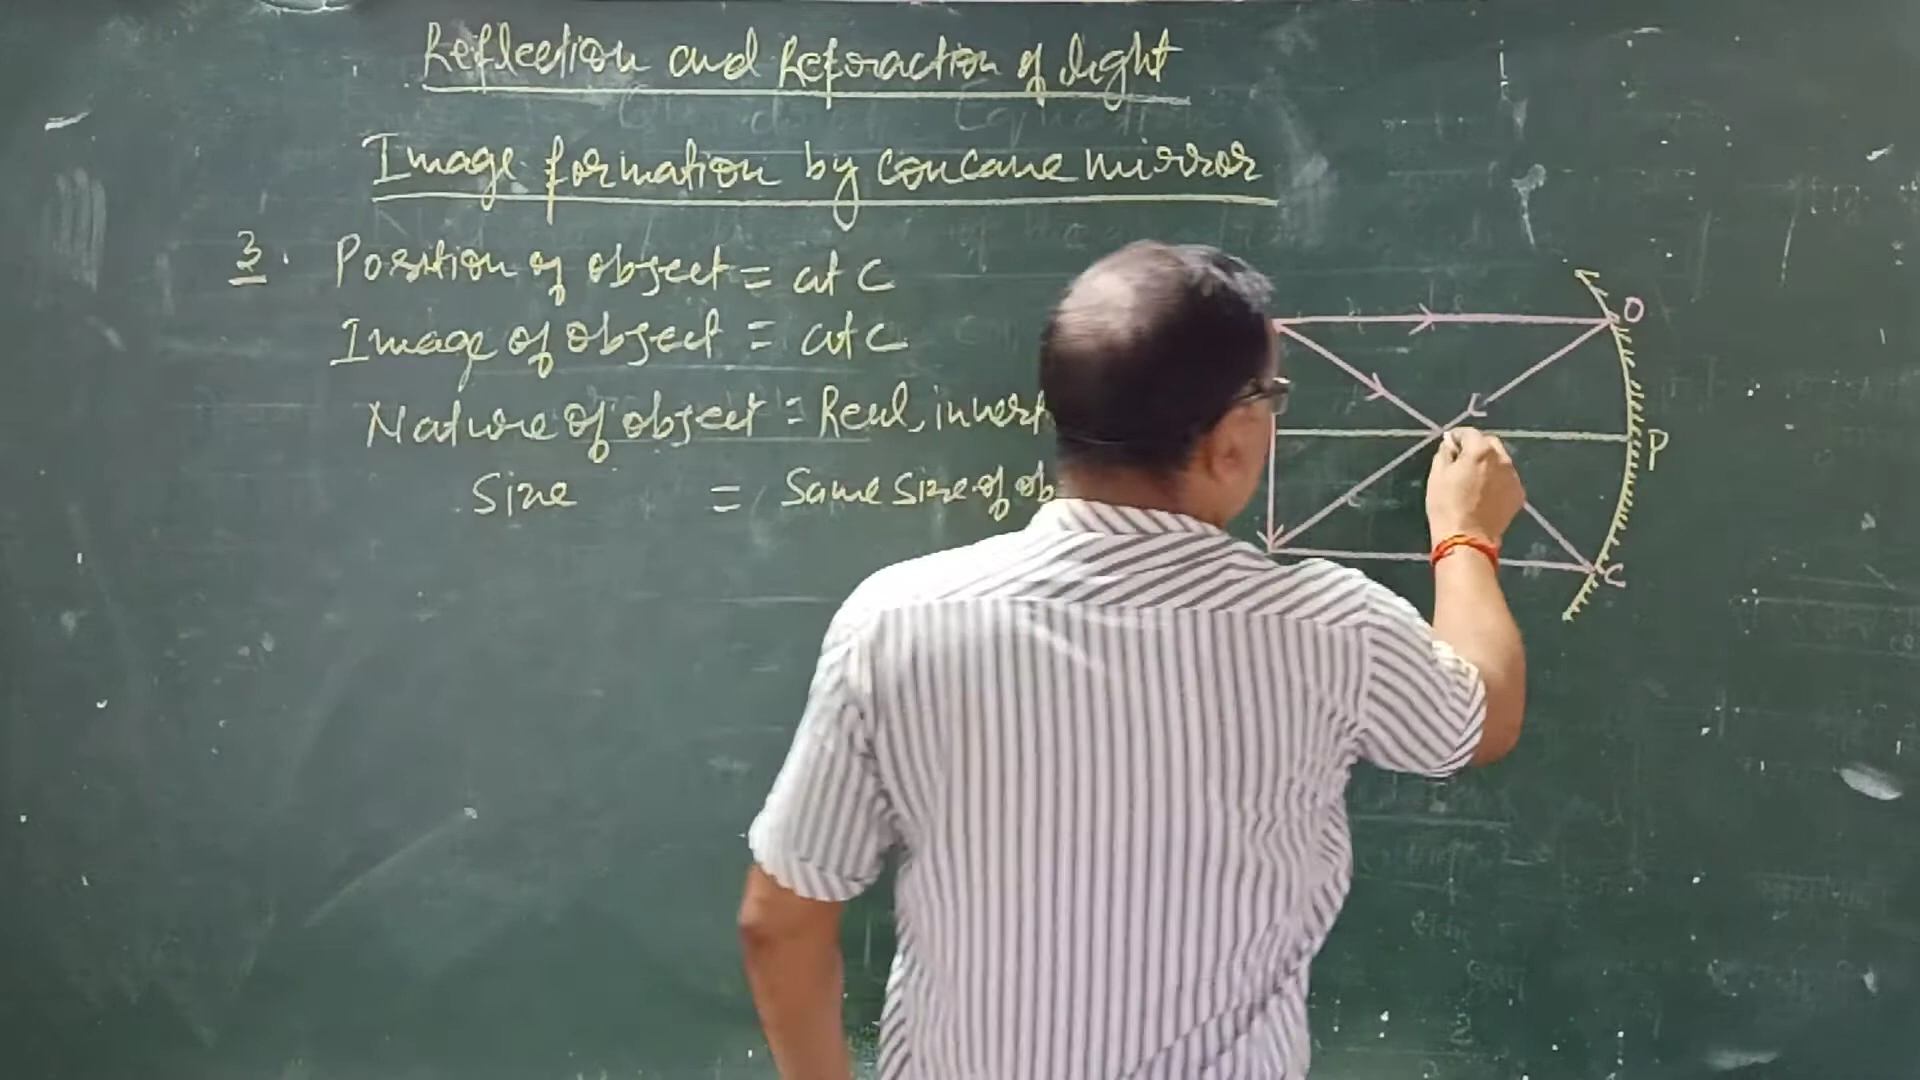 Reflection and Refraction of light
Image formation by concave mirror
3. Position of object = at C
Image of object = at C
Nature of object = Real, invert
Size = Same size of ob
O
P
C